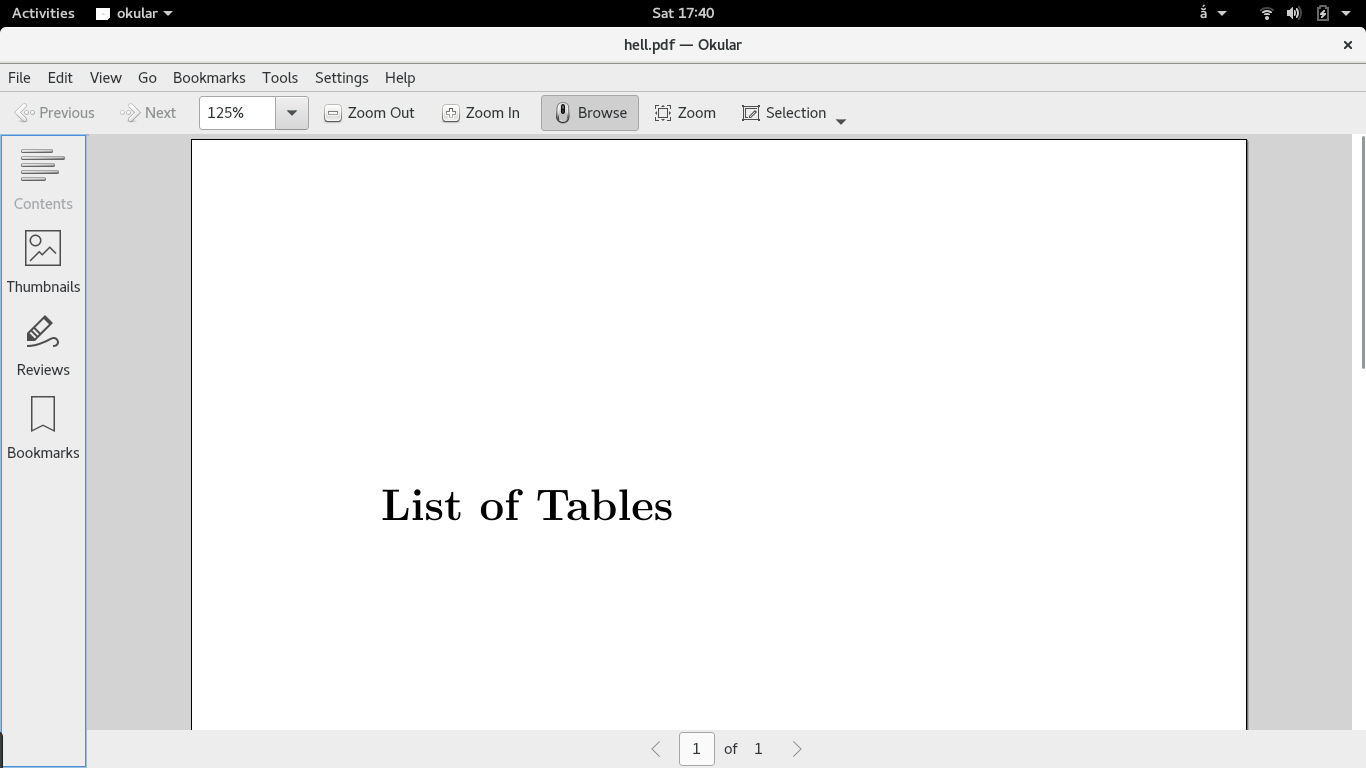 Activities okular Sat 17:40 ǎ
hell.pdf — Okular
File Edit View Go Bookmarks Tools Settings Help
Previous Next 125% Zoom Out Zoom In Browse Zoom Selection
Contents
Thumbnails
Reviews
Bookmarks
List of Tables
1 of 1